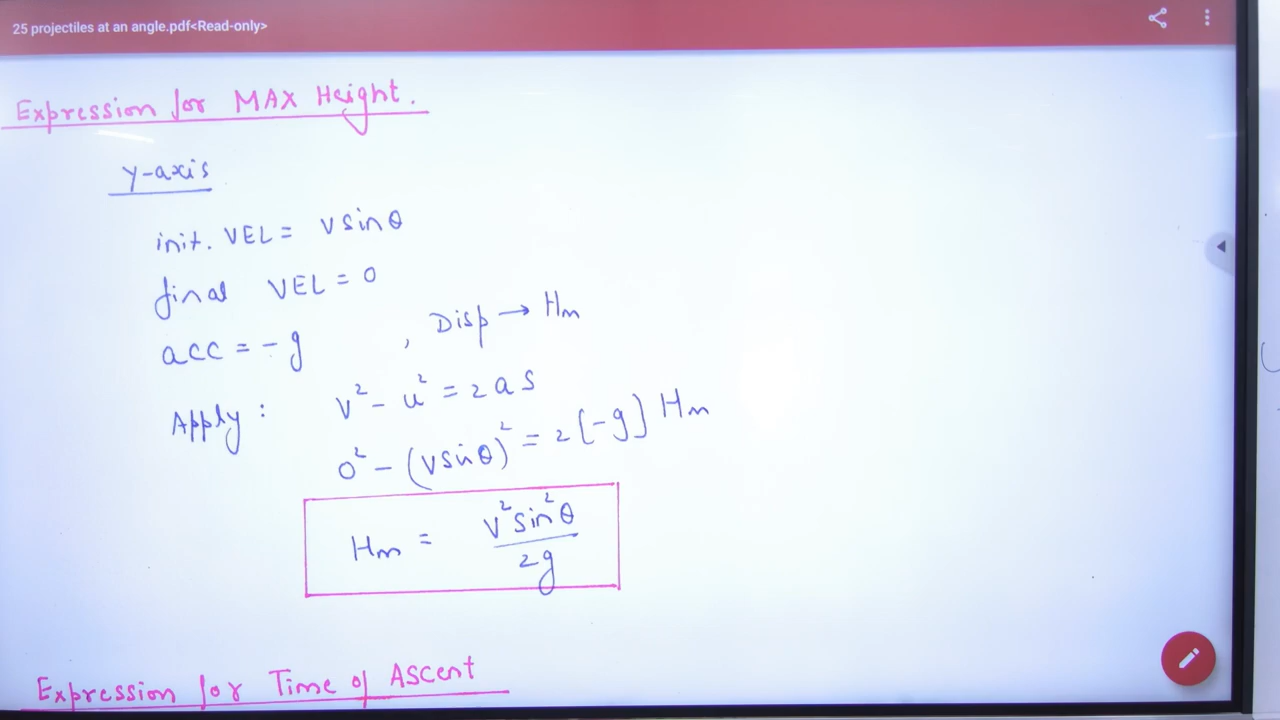 25 projectiles at an angle.pdf<Read-only>
Expression for MAX Height.
Y-axis
init. VEL = v sinθ
final VEL = 0
acc = -g , Disp → Hm
Apply : v² - u² = 2 a s
0² - (v sinθ)² = 2 [-g] Hm
Hm = v² sin²θ / 2g
Expression for Time of Ascent